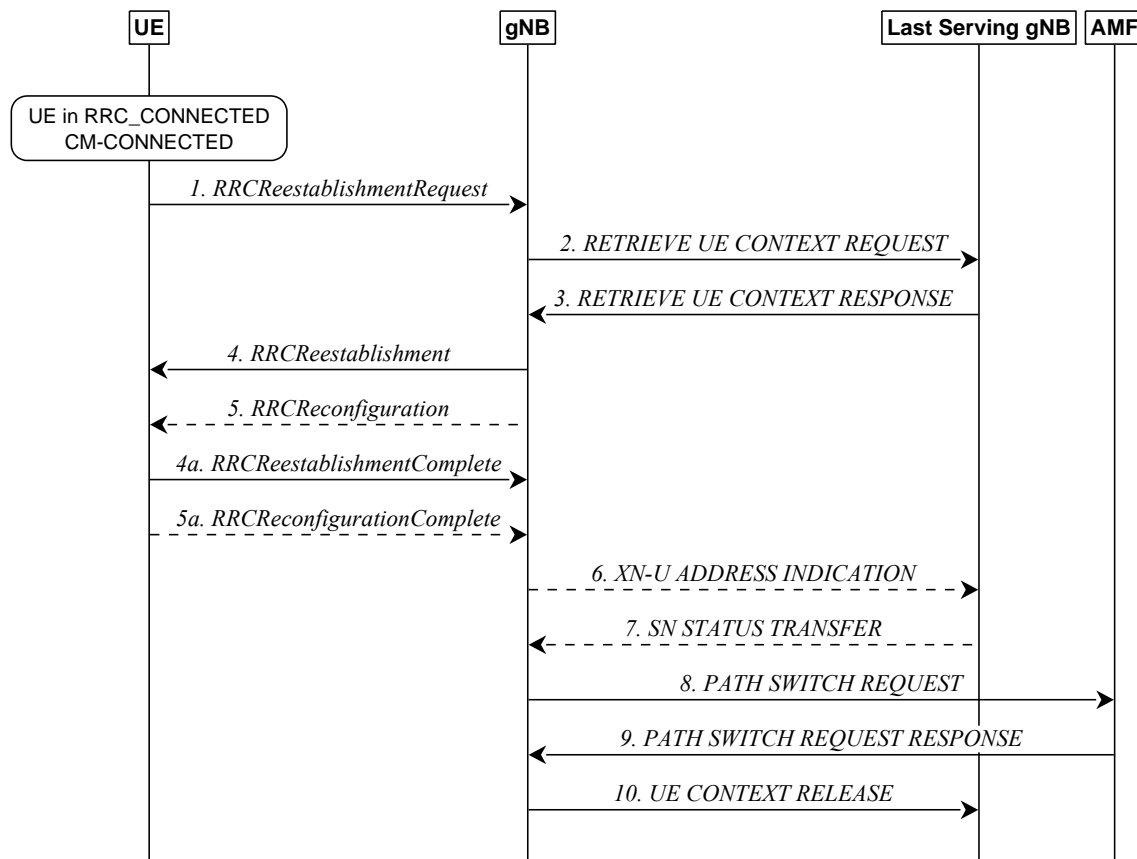 UE
gNB
Last Serving gNB
AMF
UE in RRC_CONNECTED
CM-CONNECTED
1. RRCReestablishmentRequest
2. RETRIEVE UE CONTEXT REQUEST
3. RETRIEVE UE CONTEXT RESPONSE
4. RRCReestablishment
5. RRCReconfiguration
4a. RRCReestablishmentComplete
5a. RRCReconfigurationComplete
6. XN-U ADDRESS INDICATION
7. SN STATUS TRANSFER
8. PATH SWITCH REQUEST
9. PATH SWITCH REQUEST RESPONSE
10. UE CONTEXT RELEASE